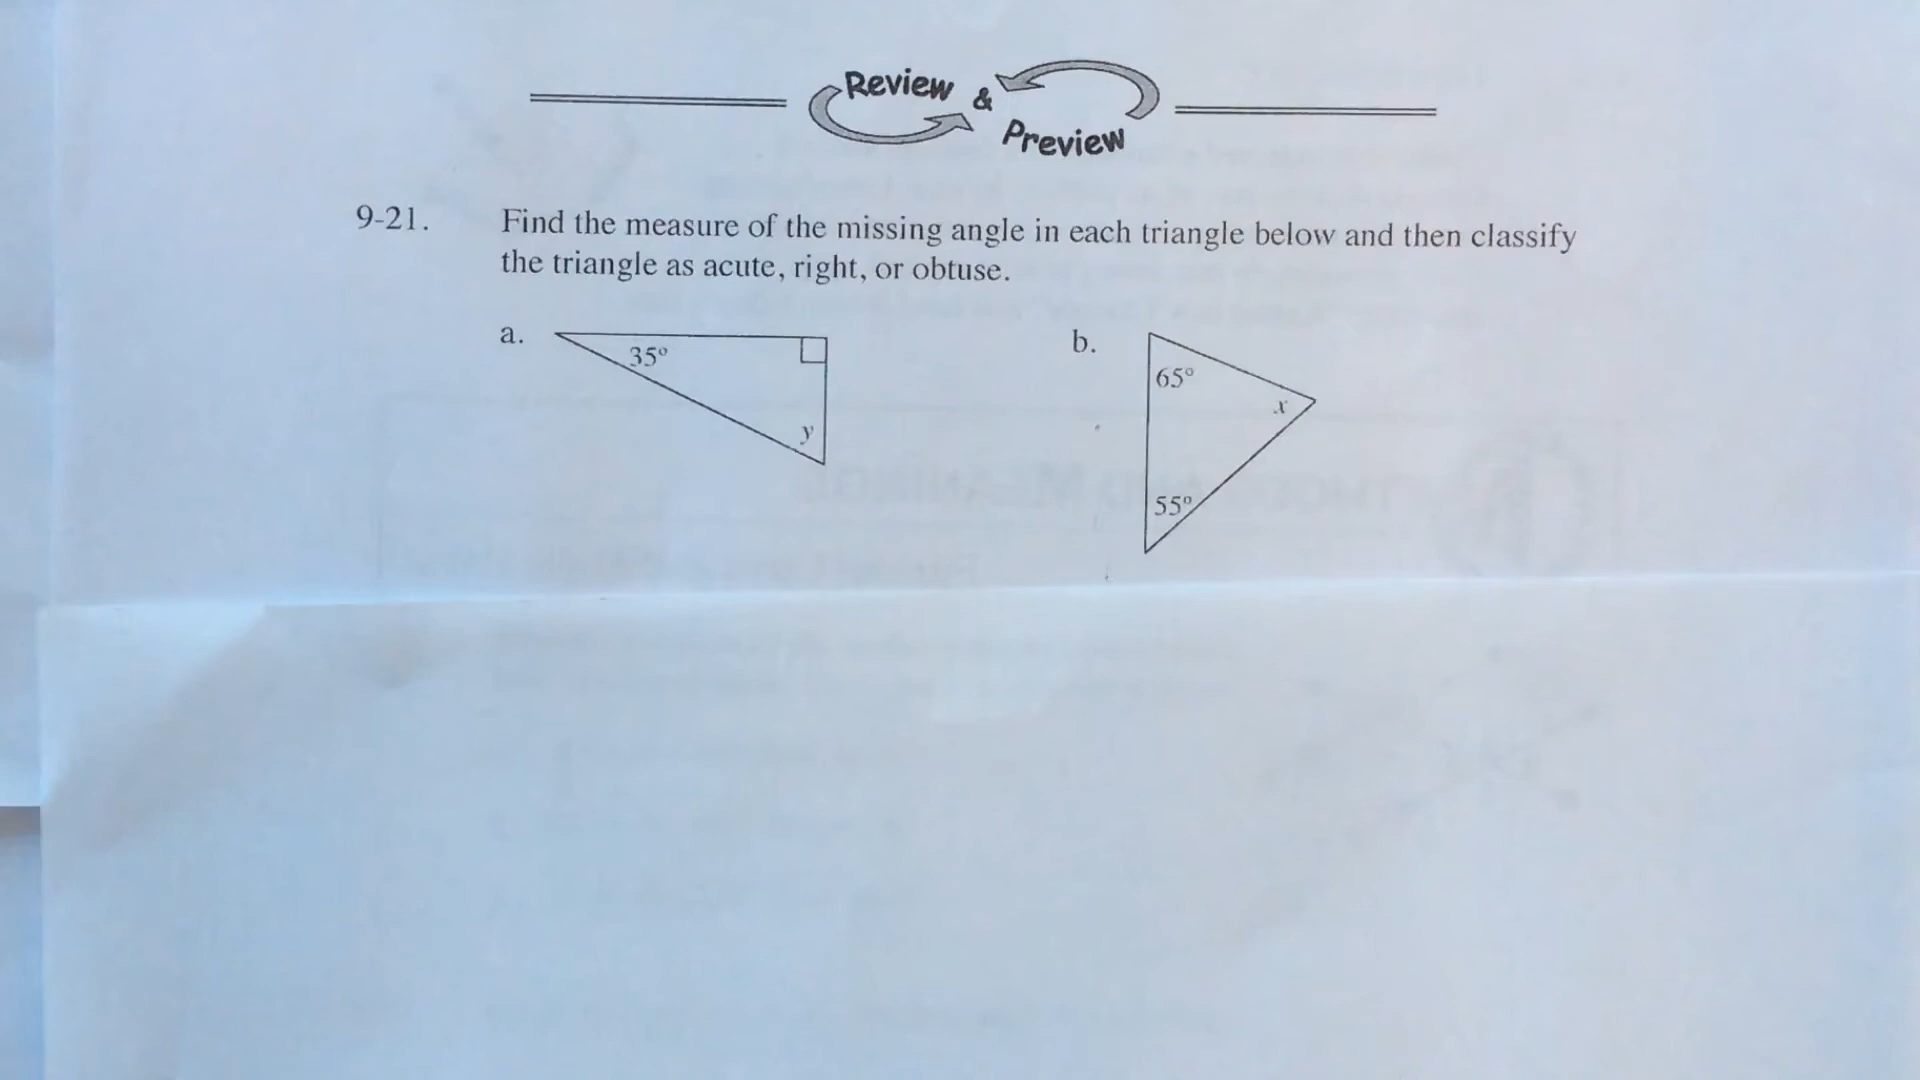 Review &
Preview
9-21. Find the measure of the missing angle in each triangle below and then classify
the triangle as acute, right, or obtuse.
a. 35° y
b. 65° x 55°